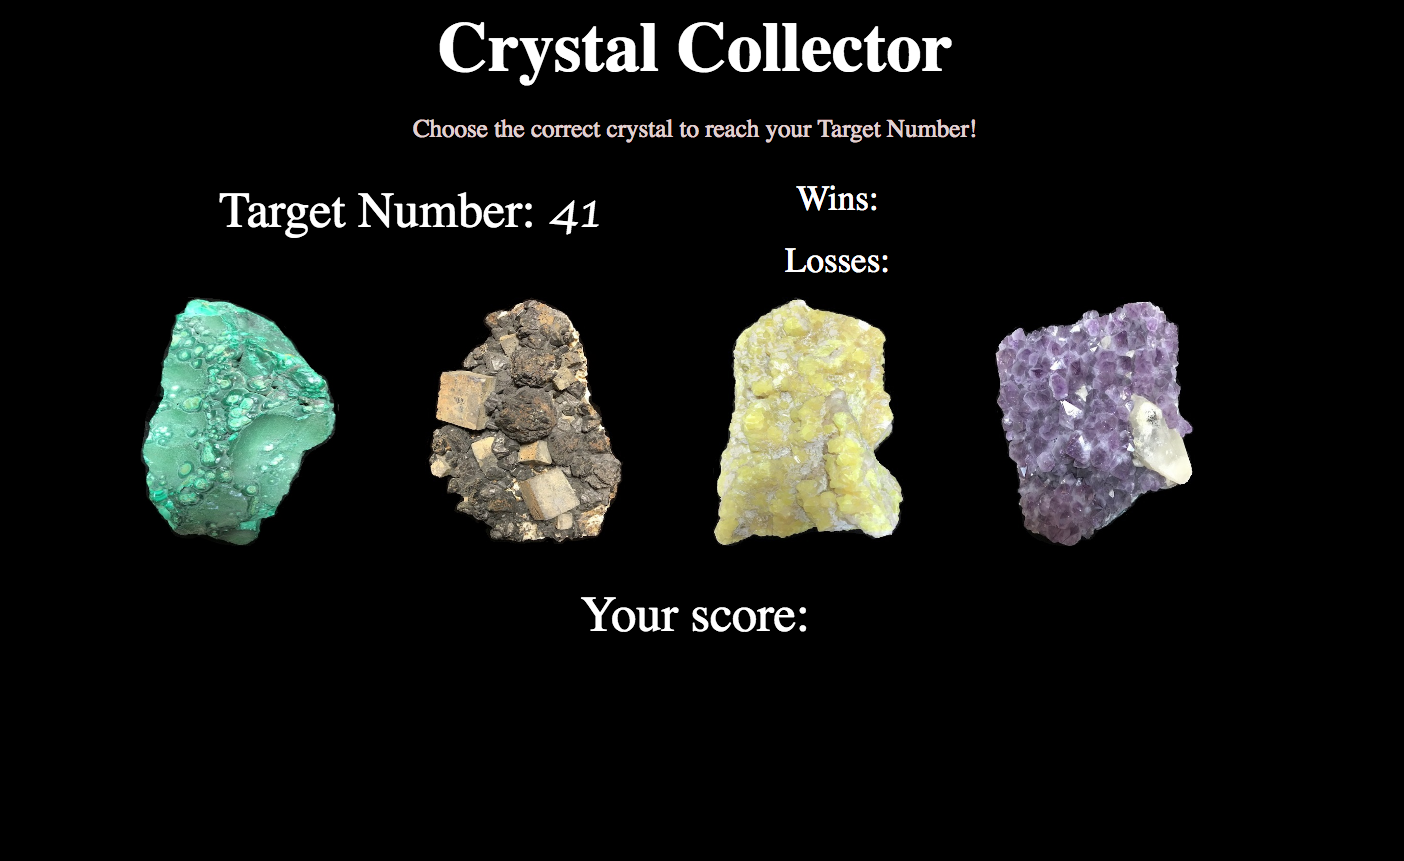 Crystal Collector
Choose the correct crystal to reach your Target Number!
Target Number: 41
Wins:
Losses:
Your score: